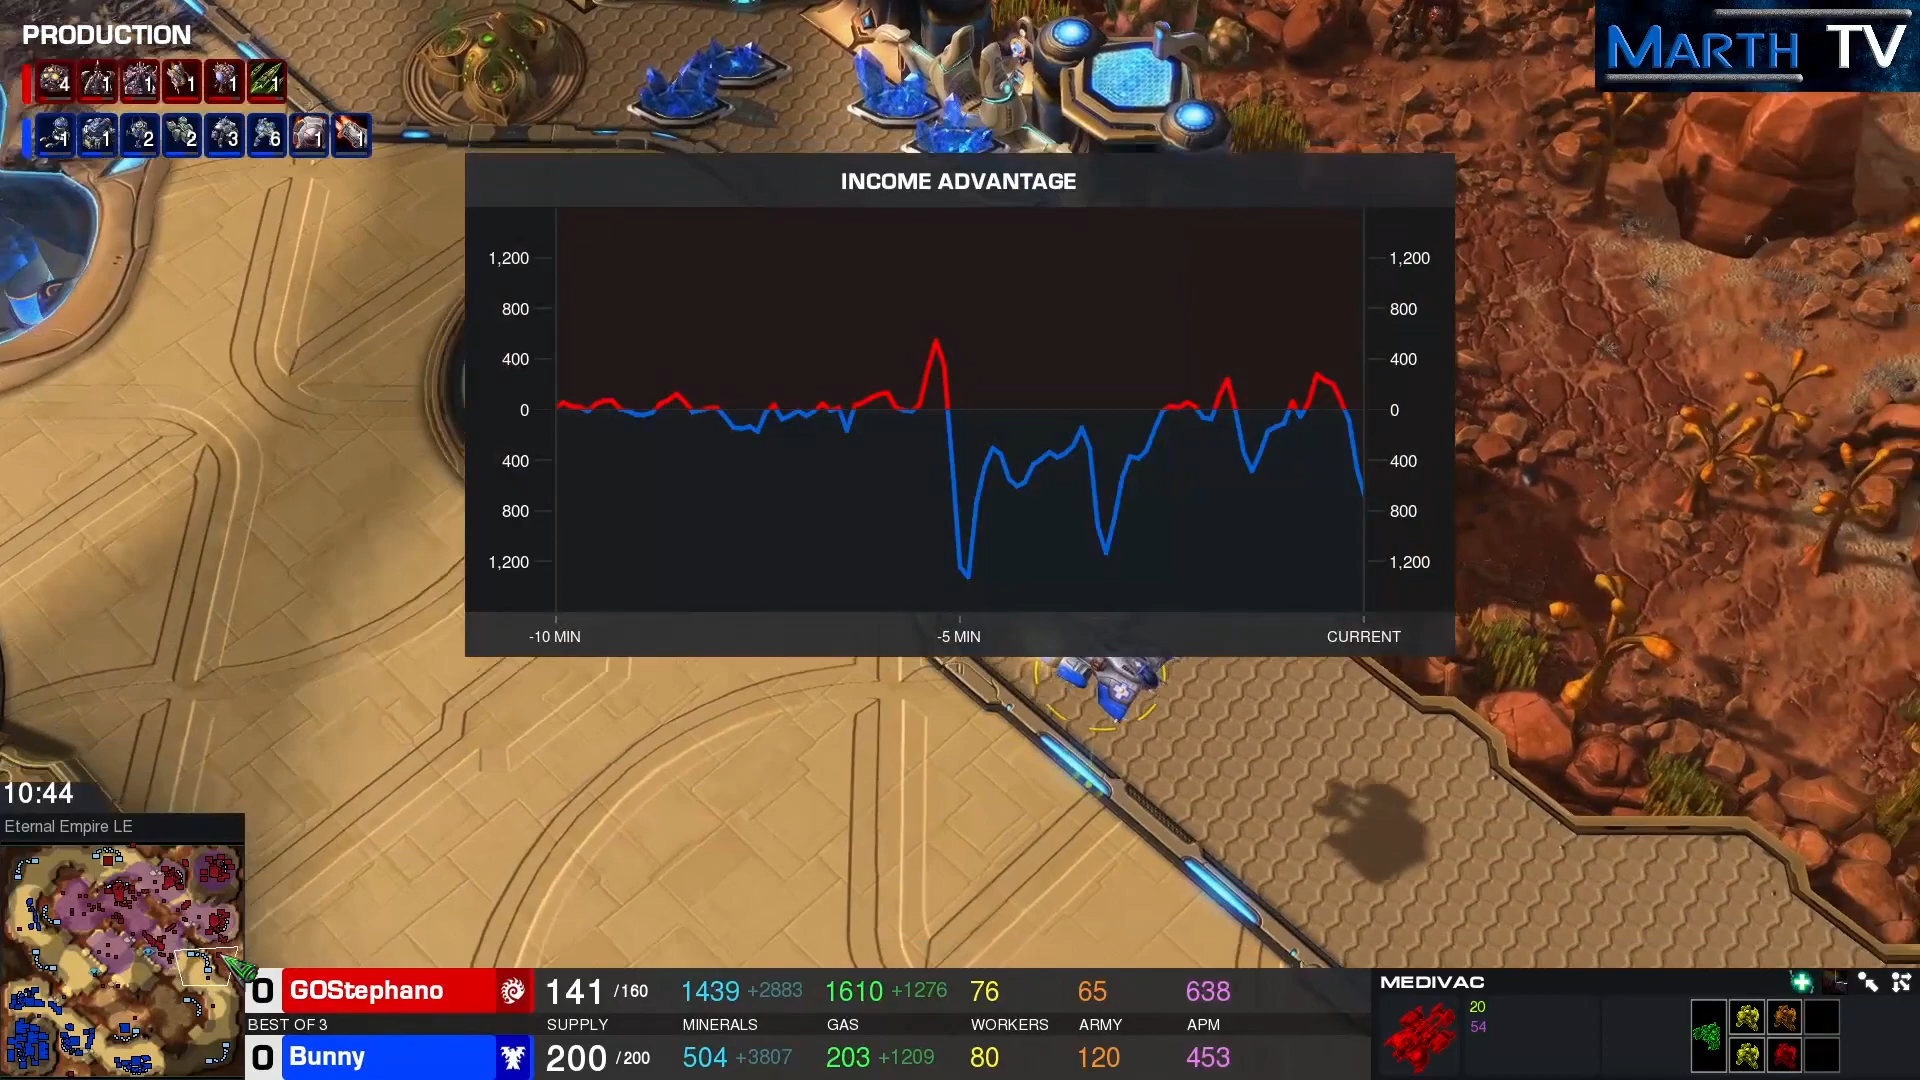 PRODUCTION
4 1 1 1 1 1
1 1 2 2 3 6 1 1
MARTH TV
INCOME ADVANTAGE
1,200 1,200
800 800
400 400
0 0
400 400
800 800
1,200 1,200
-10 MIN -5 MIN CURRENT
10:44
Eternal Empire LE
0 GOStephano 141 /160 1439 +2883 1610 +1276 76 65 638
BEST OF 3 SUPPLY MINERALS GAS WORKERS ARMY APM
0 Bunny 200 /200 504 +3807 203 +1209 80 120 453
MEDIVAC
20
54